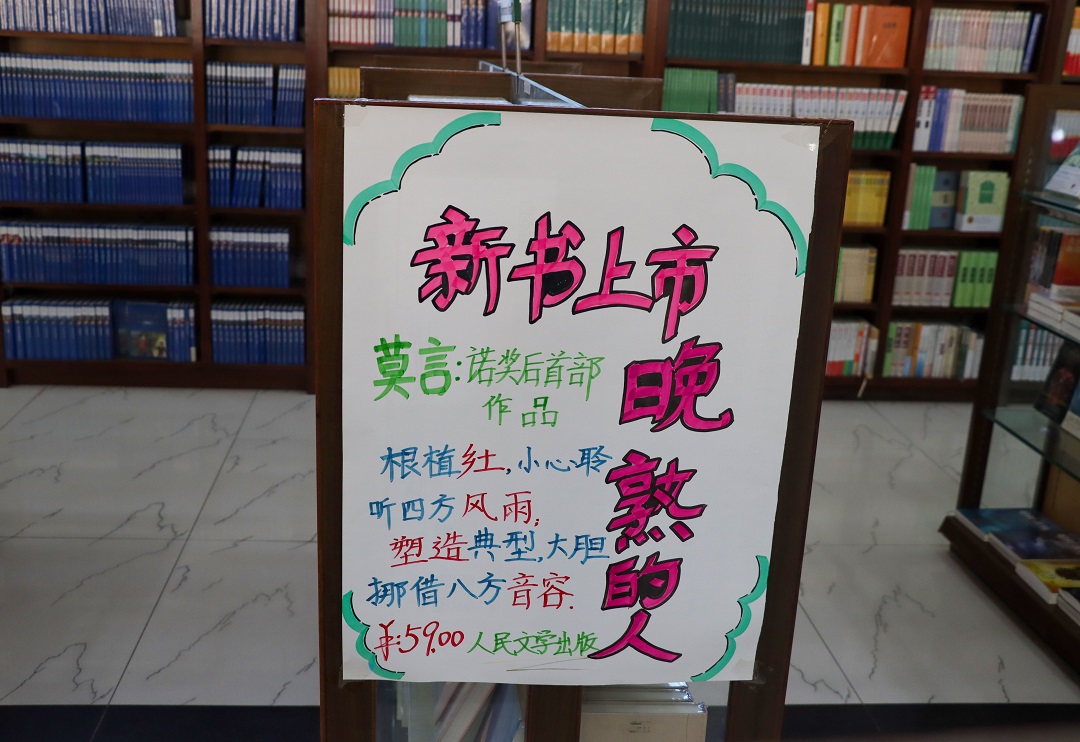 新书上市
晚熟的人
莫言:诺奖后首部
作品
根植乡土,小心聆
听四方风雨;
塑造典型,大胆
挪借八方音容.
¥:59.00 人民文学出版